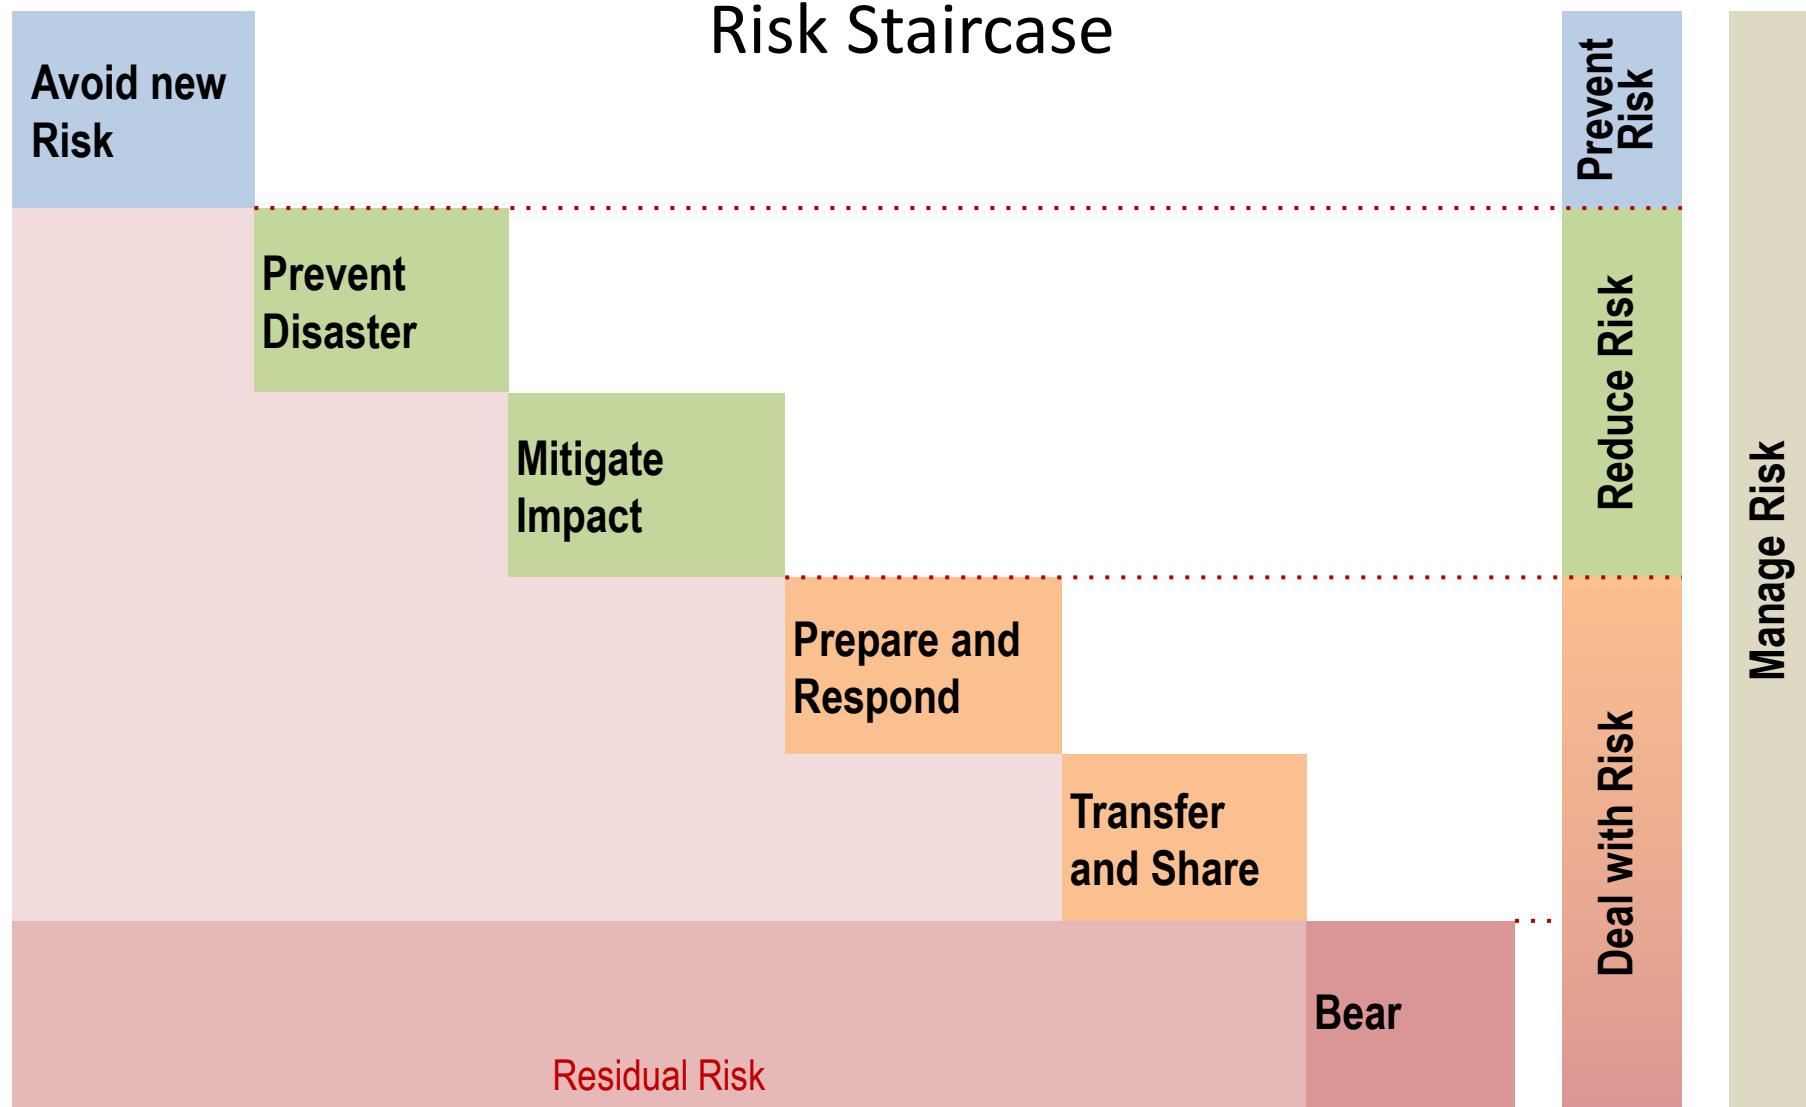 Risk Staircase
Avoid new
Risk
Prevent
Disaster
Mitigate
Impact
Prepare and
Respond
Transfer
and Share
Bear
Residual Risk
Prevent
Risk
Reduce Risk
Deal with Risk
Manage Risk